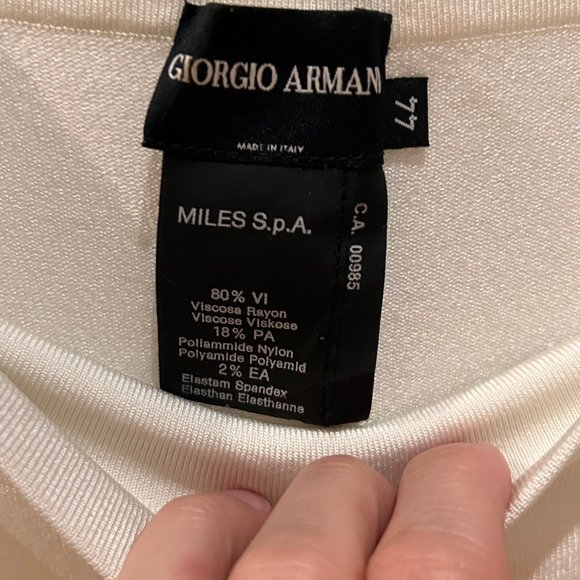 GIORGIO ARMAN
MADE IN ITALY
44
MILES S.p.A.
C.A. 00985
80% VI
Viscosa Rayon
Viscose Viskose
18% PA
Poliammide Nylon
Polyamide Polyamid
2% EA
Elastam Spandex
Elasthan Elasthanne